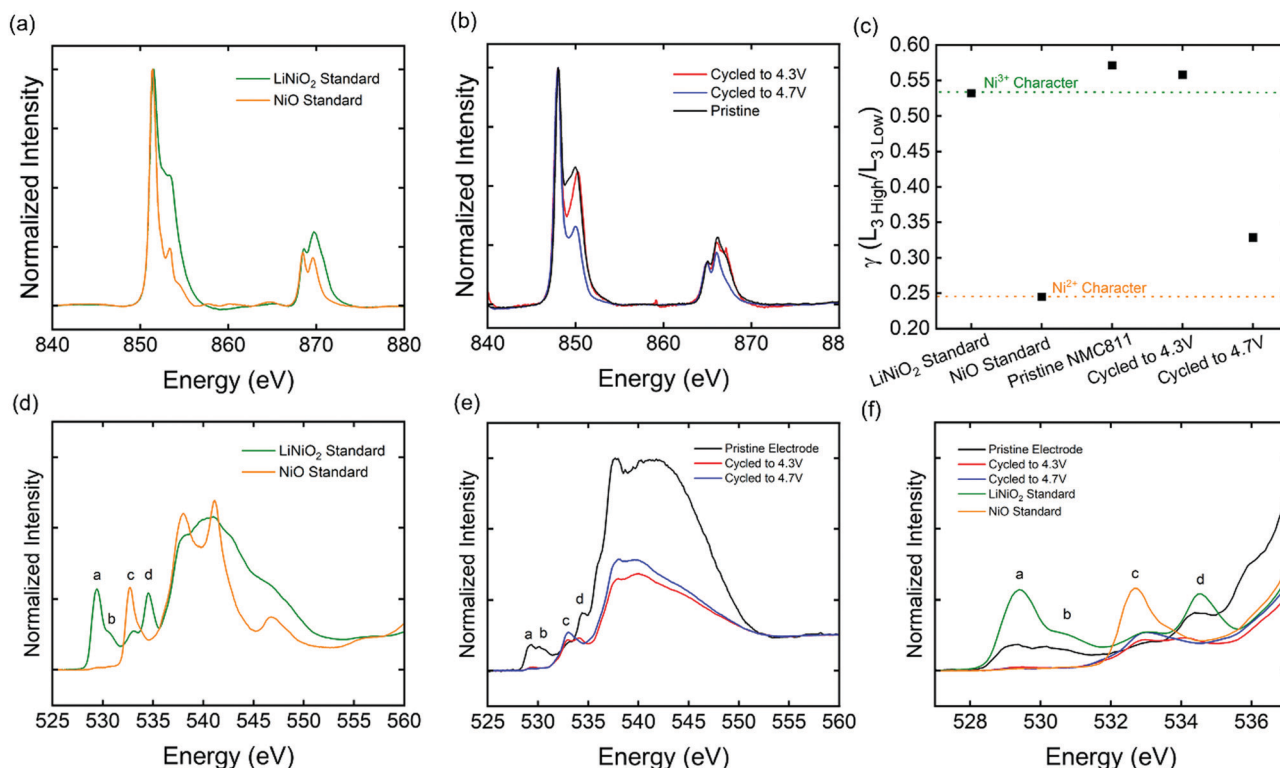 (a)
Normalized Intensity
LiNiO₂ Standard
NiO Standard
840 850 860 870 880
Energy (eV)
(b)
Normalized Intensity
Cycled to 4.3V
Cycled to 4.7V
Pristine
840 850 860 870 880
Energy (eV)
(c)
γ (L₃ High/L₃ Low)
0.60
0.55
0.50
0.45
0.40
0.35
0.30
0.25
0.20
Ni³⁺ Character
Ni²⁺ Character
LiNiO₂ Standard
NiO Standard
Pristine NMC811
Cycled to 4.3V
Cycled to 4.7V
(d)
Normalized Intensity
LiNiO₂ Standard
NiO Standard
a
b
c
d
525 530 535 540 545 550 555 560
Energy (eV)
(e)
Normalized Intensity
Pristine Electrode
Cycled to 4.3V
Cycled to 4.7V
a b
c
d
525 530 535 540 545 550 555 560
Energy (eV)
(f)
Normalized Intensity
Pristine Electrode
Cycled to 4.3V
Cycled to 4.7V
LiNiO₂ Standard
NiO Standard
a
b
c
d
528 530 532 534 536
Energy (eV)